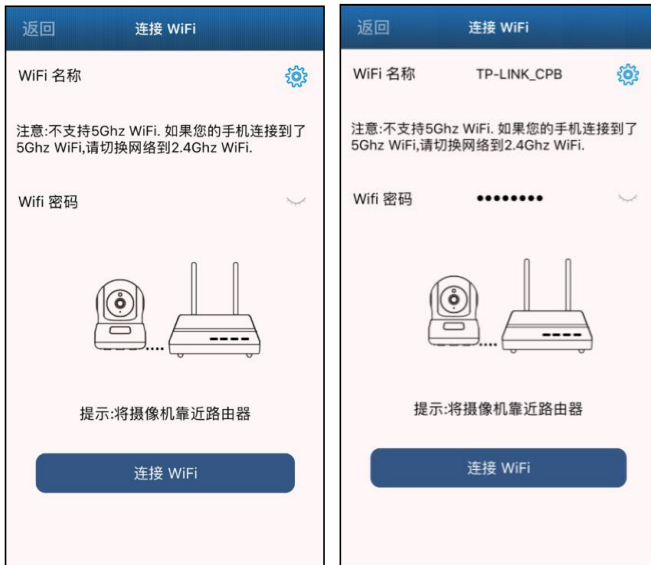 返回 连接 WiFi
WiFi 名称
注意:不支持5Ghz WiFi. 如果您的手机连接到了
5Ghz WiFi,请切换网络到2.4Ghz WiFi.
Wifi 密码
提示:将摄像机靠近路由器
连接 WiFi
返回 连接 WiFi
WiFi 名称 TP-LINK_CPB
注意:不支持5Ghz WiFi. 如果您的手机连接到了
5Ghz WiFi,请切换网络到2.4Ghz WiFi.
Wifi 密码 ••••••••
提示:将摄像机靠近路由器
连接 WiFi